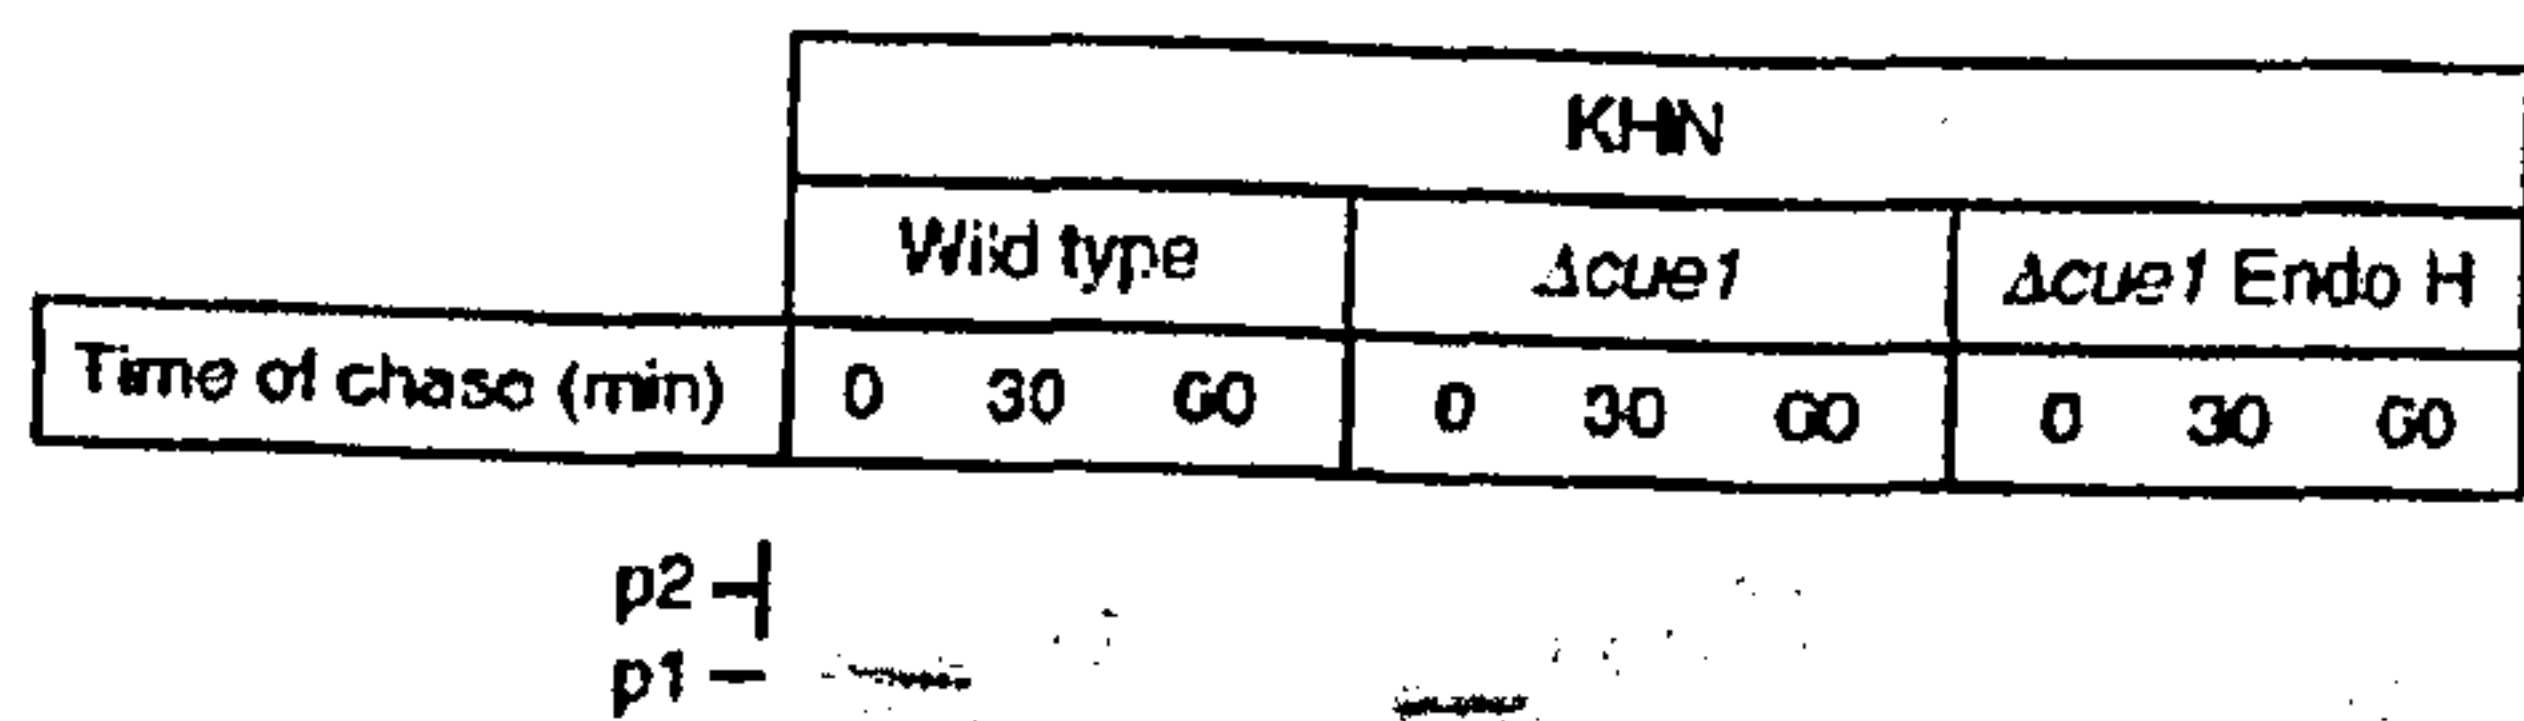 KHN
Wild type Δcue1 Δcue1 Endo H
Time of chase (min) 0 30 60 0 30 60 0 30 60
p2
p1